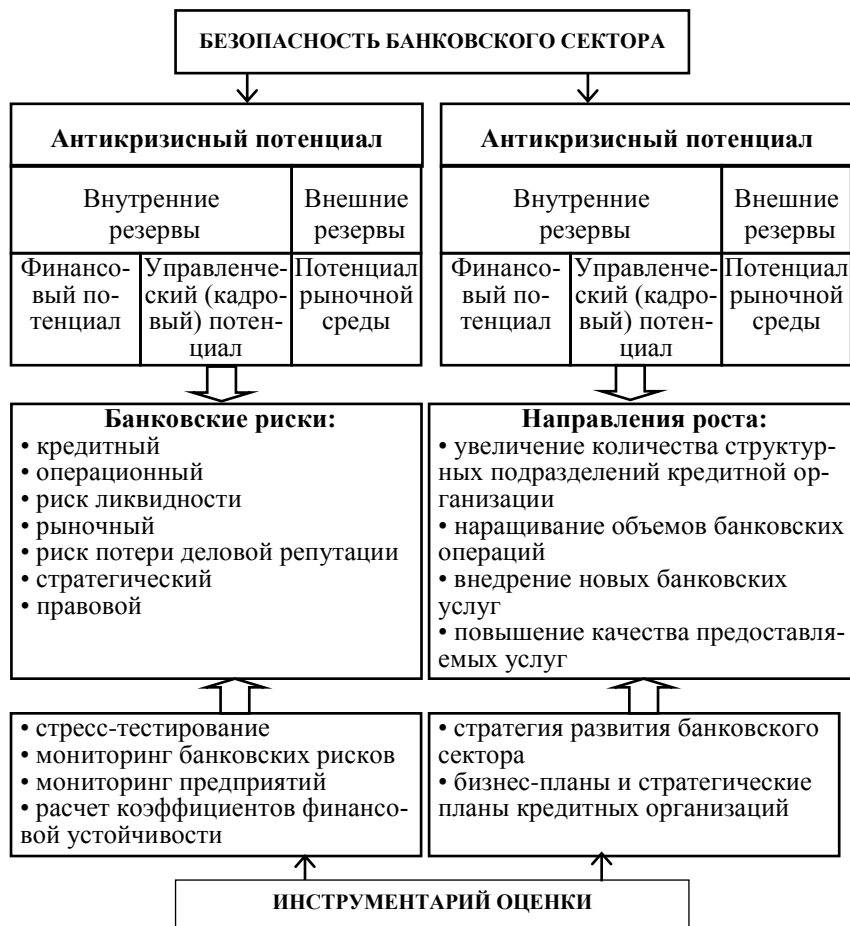 БЕЗОПАСНОСТЬ БАНКОВСКОГО СЕКТОРА
Антикризисный потенциал
Внутренние
резервы
Внешние
резервы
Финансо-
вый по-
тенциал
Управленче-
ский (кадро-
вый) потен-
циал
Потенциал
рыночной
среды
Антикризисный потенциал
Внутренние
резервы
Внешние
резервы
Финансо-
вый по-
тенциал
Управленче-
ский (кадро-
вый) потен-
циал
Потенциал
рыночной
среды
Банковские риски:
• кредитный
• операционный
• риск ликвидности
• рыночный
• риск потери деловой репутации
• стратегический
• правовой
Направления роста:
• увеличение количества структур-
ных подразделений кредитной ор-
ганизации
• наращивание объемов банковских
операций
• внедрение новых банковских
услуг
• повышение качества предоставля-
емых услуг
• стресс-тестирование
• мониторинг банковских рисков
• мониторинг предприятий
• расчет коэффициентов финансо-
вой устойчивости
• стратегия развития банковского
сектора
• бизнес-планы и стратегические
планы кредитных организаций
ИНСТРУМЕНТАРИЙ ОЦЕНКИ